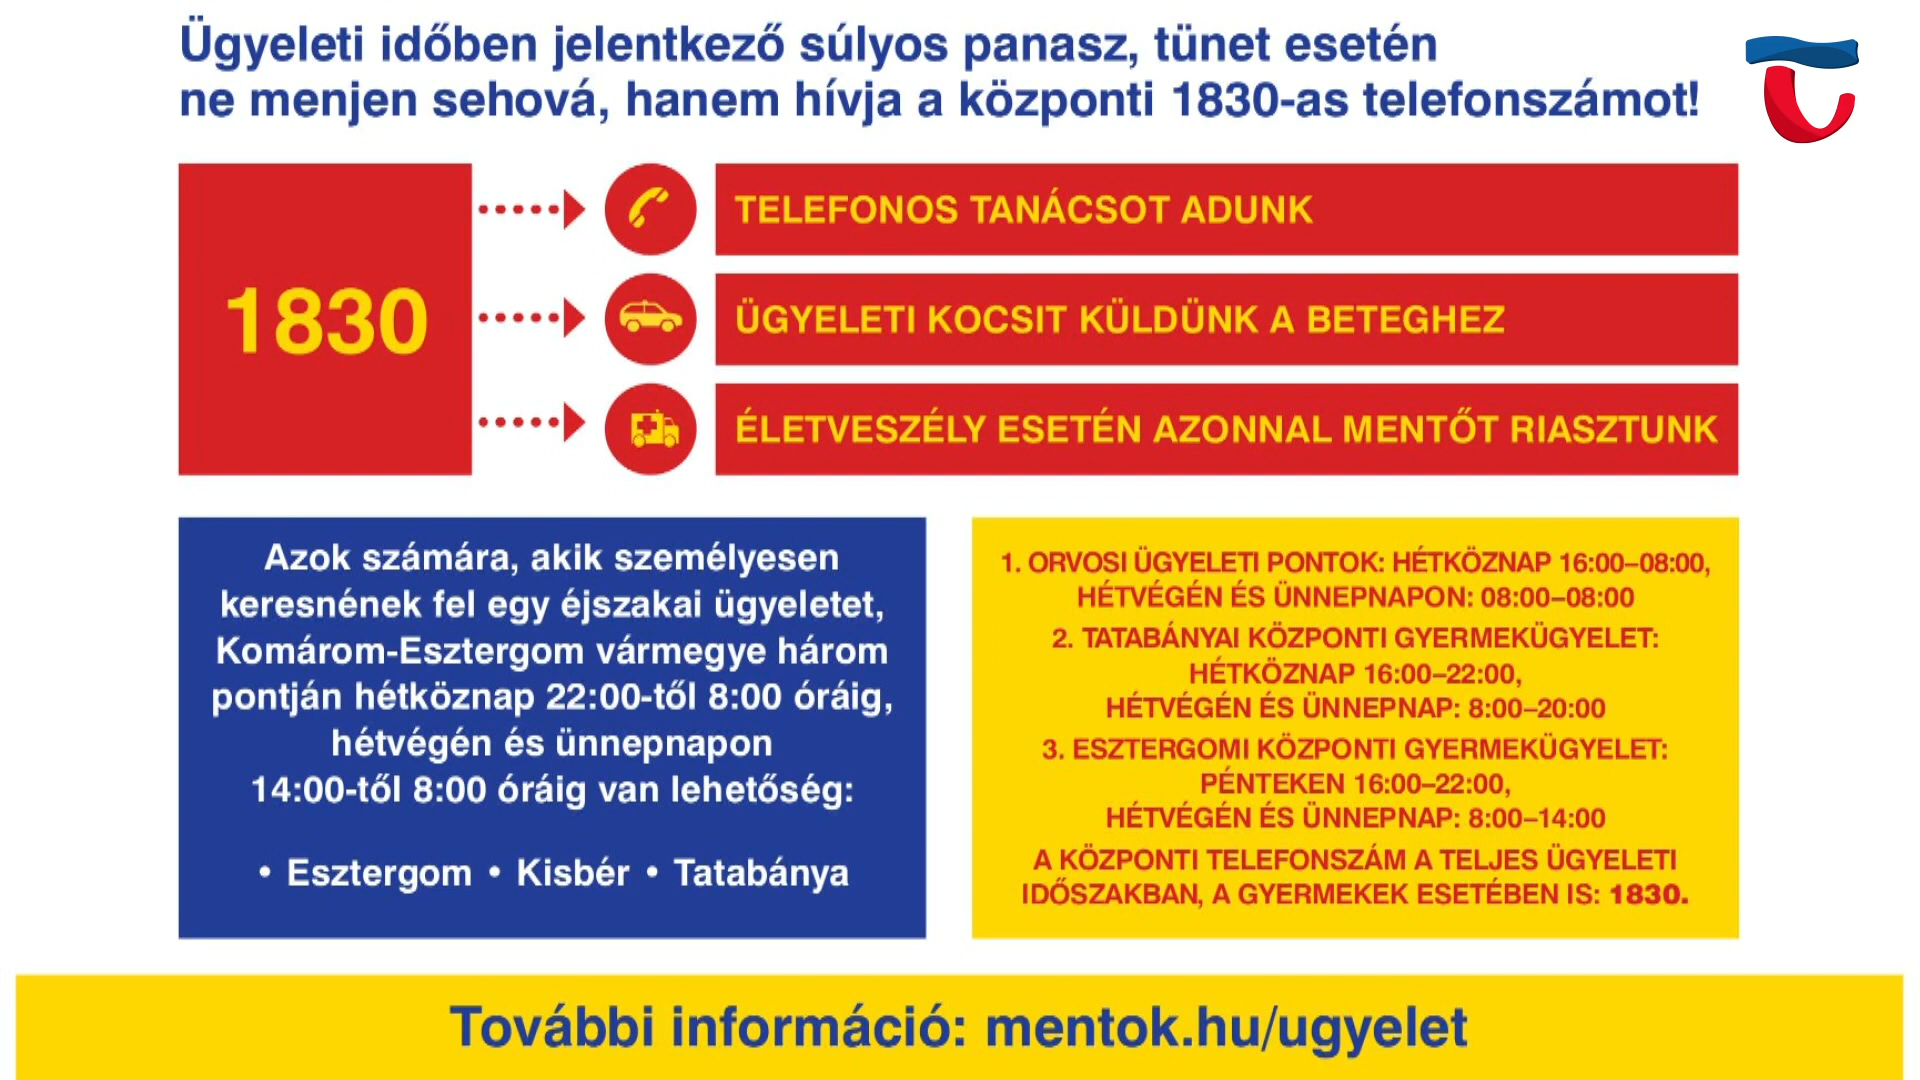 Ügyeleti időben jelentkező súlyos panasz, tünet esetén
ne menjen sehová, hanem hívja a központi 1830-as telefonszámot!
1830
TELEFONOS TANÁCSOT ADUNK
ÜGYELETI KOCSIT KÜLDÜNK A BETEGHEZ
ÉLETVESZÉLY ESETÉN AZONNAL MENTŐT RIASZTUNK
Azok számára, akik személyesen
keresnének fel egy éjszakai ügyeletet,
Komárom-Esztergom vármegye három
pontján hétköznap 22:00-től 8:00 óráig,
hétvégén és ünnepnapon
14:00-től 8:00 óráig van lehetőség:
• Esztergom • Kisbér • Tatabánya
1. ORVOSI ÜGYELETI PONTOK: HÉTKÖZNAP 16:00–08:00,
HÉTVÉGÉN ÉS ÜNNEPNAPON: 08:00–08:00
2. TATABÁNYAI KÖZPONTI GYERMEKÜGYELET:
HÉTKÖZNAP 16:00–22:00,
HÉTVÉGÉN ÉS ÜNNEPNAP: 8:00–20:00
3. ESZTERGOMI KÖZPONTI GYERMEKÜGYELET:
PÉNTEKEN 16:00–22:00,
HÉTVÉGÉN ÉS ÜNNEPNAP: 8:00–14:00
A KÖZPONTI TELEFONSZÁM A TELJES ÜGYELETI
IDŐSZAKBAN, A GYERMEKEK ESETÉBEN IS: 1830.
További információ: mentok.hu/ugyelet